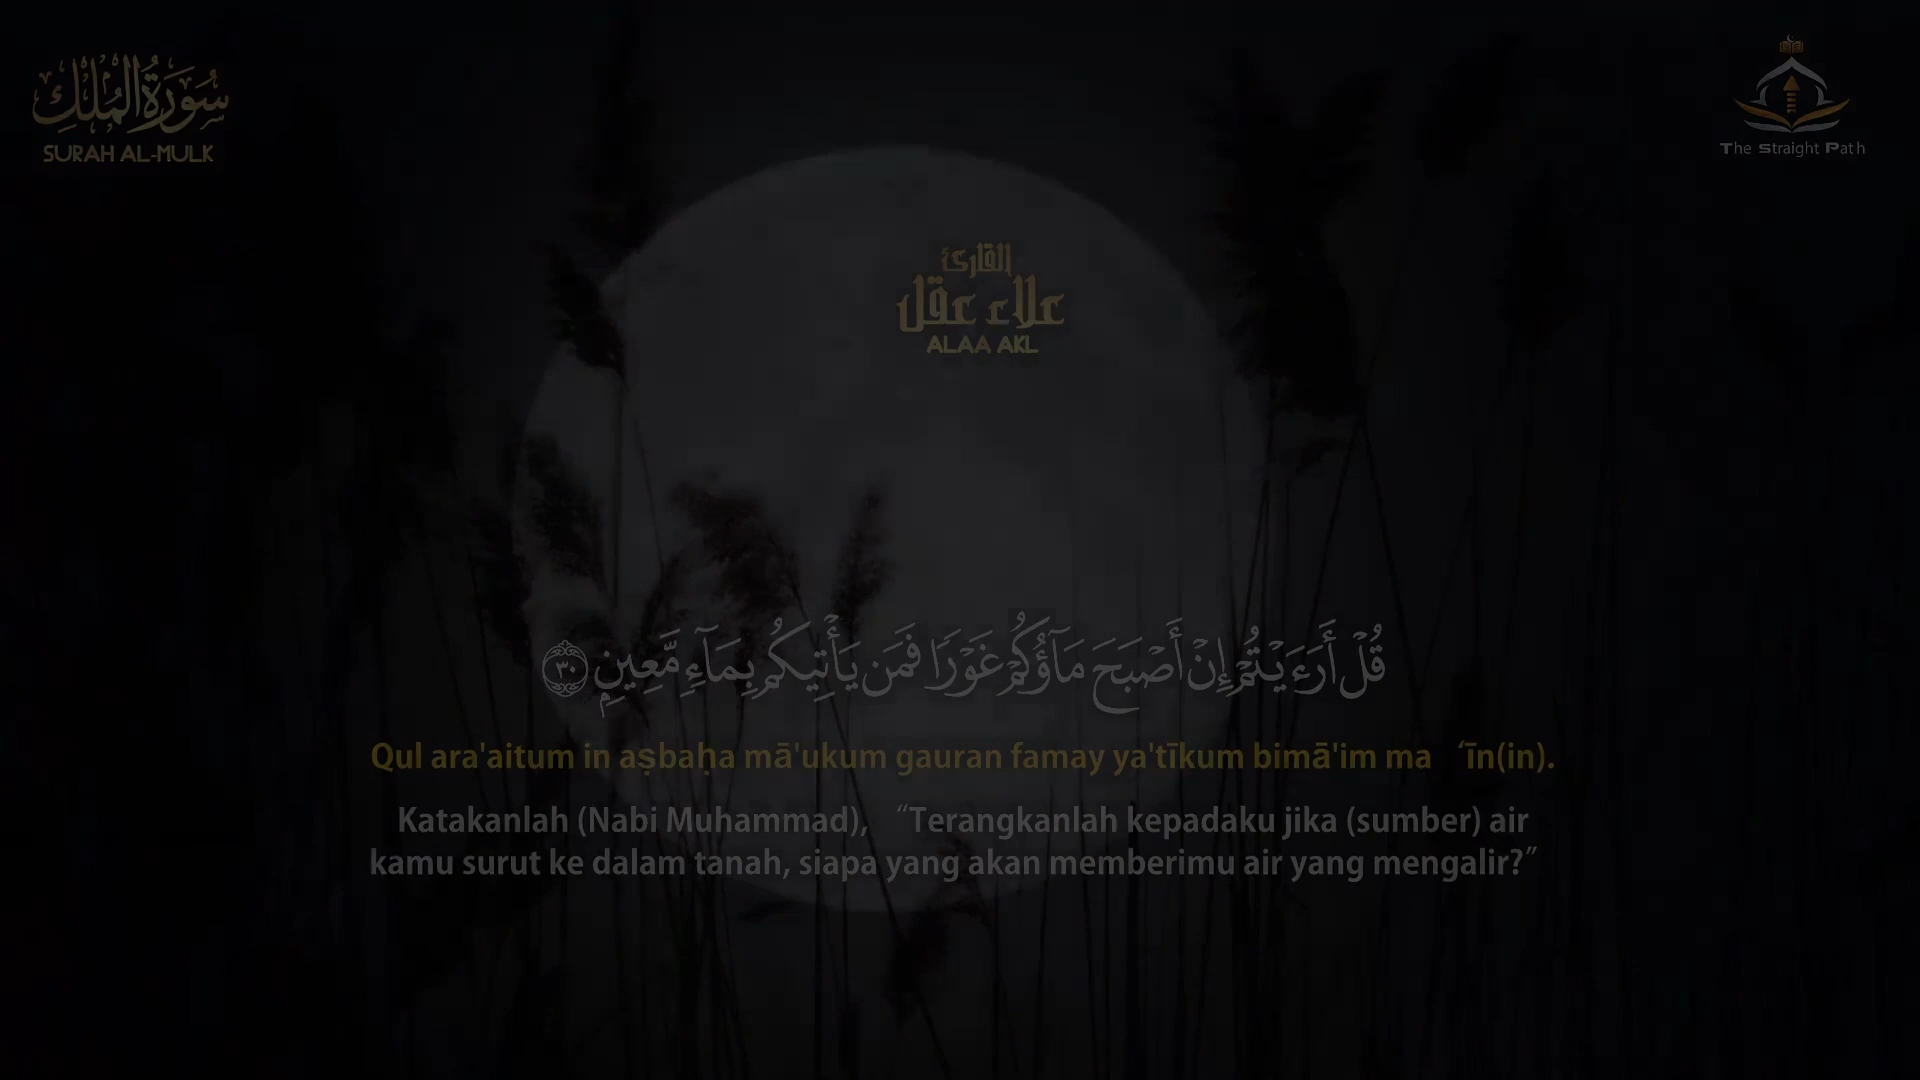 سُورَةُ الْمُلْكِ
SURAH AL-MULK
The Straight Path
القارئ
علاء عقل
ALAA AKL
قُلْ أَرَءَيْتُمْ إِنْ أَصْبَحَ مَآؤُكُمْ غَوْرًا فَمَن يَأْتِيكُم بِمَآءٍ مَّعِينٍ ٣٠
Qul ara'aitum in aṣbaḥa mā'ukum gauran famay ya'tīkum bimā'im ma ‘īn(in).
Katakanlah (Nabi Muhammad), “Terangkanlah kepadaku jika (sumber) air
kamu surut ke dalam tanah, siapa yang akan memberimu air yang mengalir?”